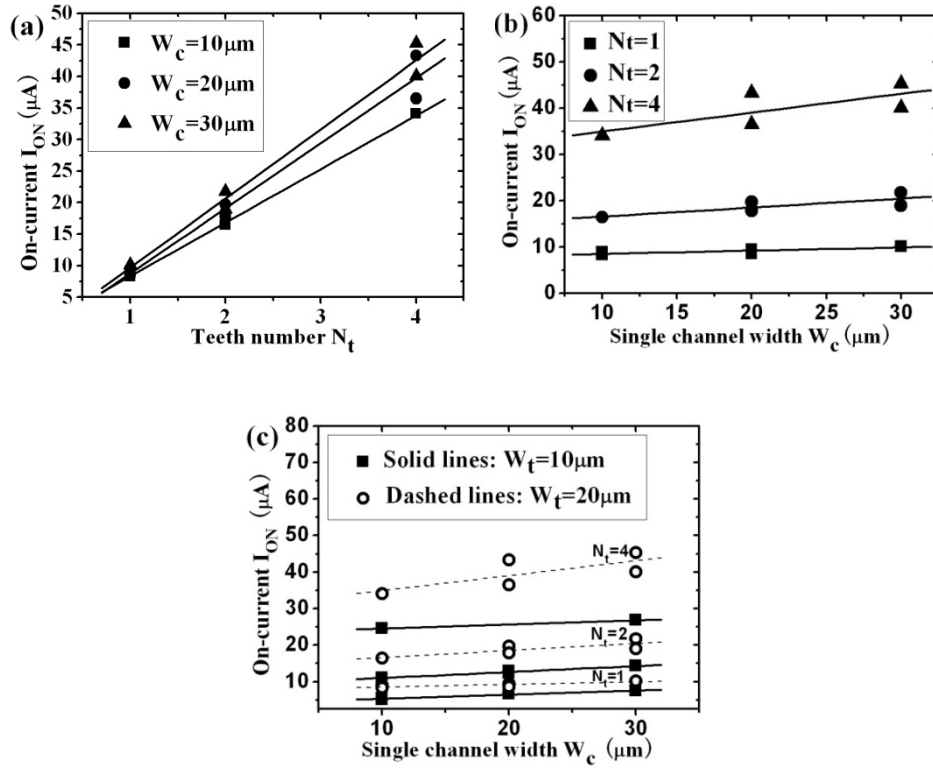 (a)
W_c=10μm
W_c=20μm
W_c=30μm
On-current I_ON (μA)
50
45
40
35
30
25
20
15
10
5
1 2 3 4
Teeth number N_t
(b)
Nt=1
Nt=2
Nt=4
On-current I_ON (μA)
60
50
40
30
20
10
0
10 15 20 25 30
Single channel width W_c (μm)
(c)
Solid lines: W_t=10μm
Dashed lines: W_t=20μm
On-current I_ON (μA)
80
70
60
50
40
30
20
10
N_t=4
N_t=2
N_t=1
10 20 30
Single channel width W_c (μm)